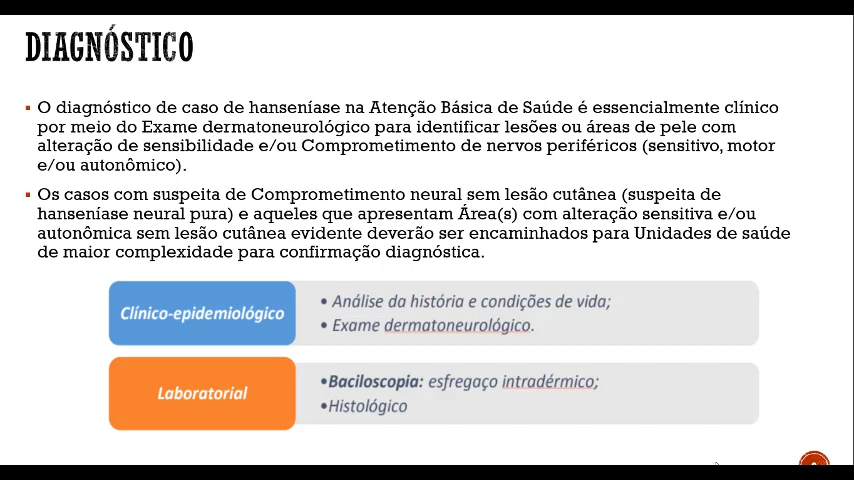 DIAGNÓSTICO
▪ O diagnóstico de caso de hanseníase na Atenção Básica de Saúde é essencialmente clínico
por meio do Exame dermatoneurológico para identificar lesões ou áreas de pele com
alteração de sensibilidade e/ou Comprometimento de nervos periféricos (sensitivo, motor
e/ou autonômico).
▪ Os casos com suspeita de Comprometimento neural sem lesão cutânea (suspeita de
hanseníase neural pura) e aqueles que apresentam Área(s) com alteração sensitiva e/ou
autonômica sem lesão cutânea evidente deverão ser encaminhados para Unidades de saúde
de maior complexidade para confirmação diagnóstica.
Clínico-epidemiológico
• Análise da história e condições de vida;
• Exame dermatoneurológico.
Laboratorial
•Baciloscopia: esfregaço intradérmico;
•Histológico